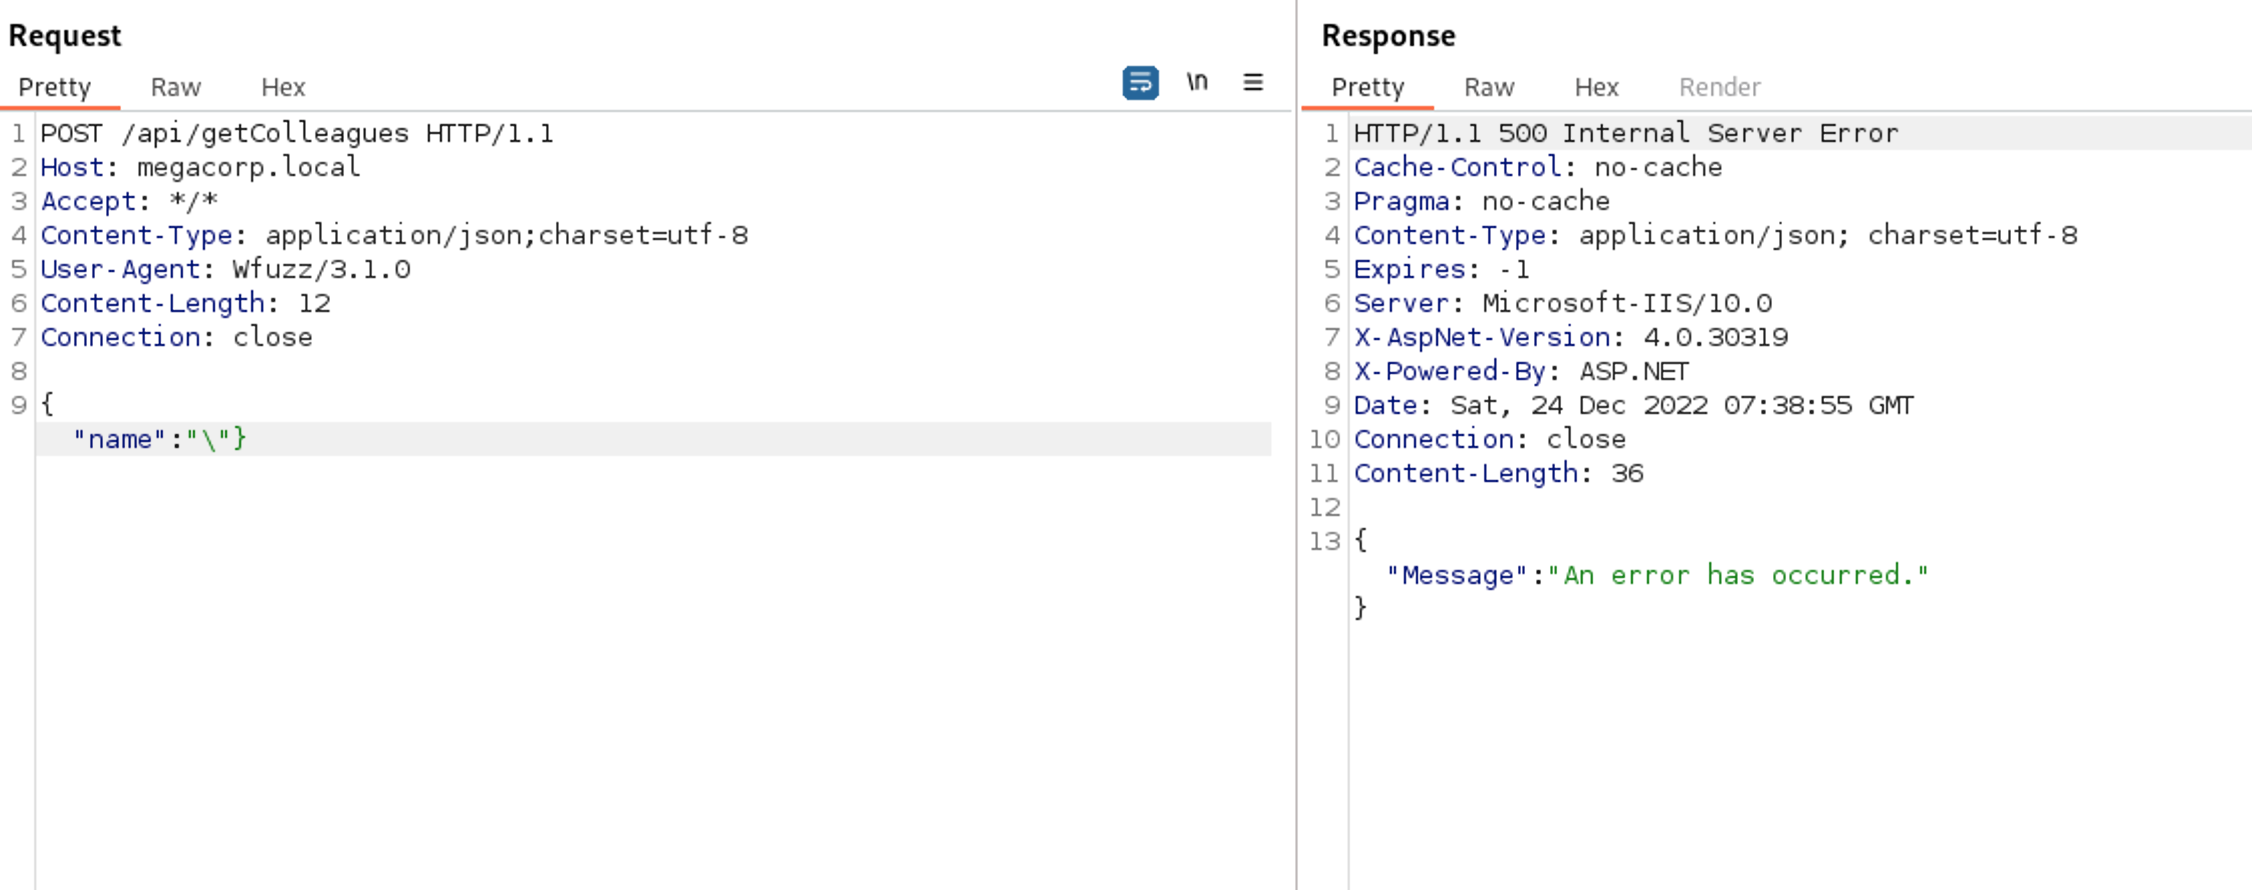 Request
Pretty Raw Hex
\n
1 POST /api/getColleagues HTTP/1.1
2 Host: megacorp.local
3 Accept: */*
4 Content-Type: application/json;charset=utf-8
5 User-Agent: Wfuzz/3.1.0
6 Content-Length: 12
7 Connection: close
8
9 {
"name":"\"}
Response
Pretty Raw Hex Render
1 HTTP/1.1 500 Internal Server Error
2 Cache-Control: no-cache
3 Pragma: no-cache
4 Content-Type: application/json; charset=utf-8
5 Expires: -1
6 Server: Microsoft-IIS/10.0
7 X-AspNet-Version: 4.0.30319
8 X-Powered-By: ASP.NET
9 Date: Sat, 24 Dec 2022 07:38:55 GMT
10 Connection: close
11 Content-Length: 36
12
13 {
"Message":"An error has occurred."
}